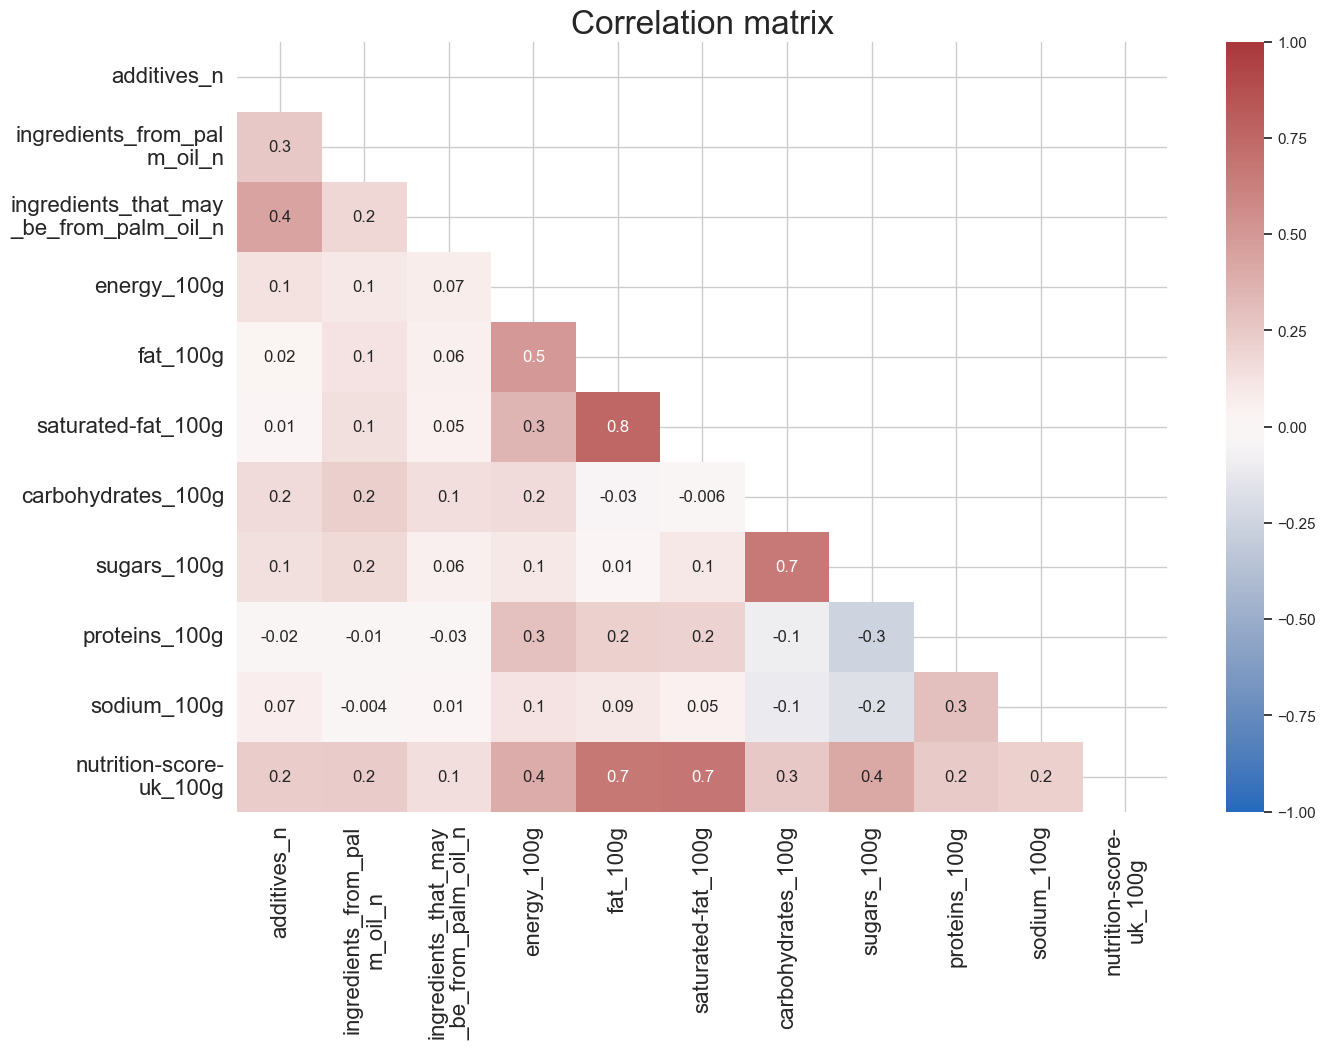 Correlation matrix
additives_n
ingredients_from_pal
m_oil_n
0.3
ingredients_that_may
_be_from_palm_oil_n
0.4 0.2
energy_100g
0.1 0.1 0.07
fat_100g
0.02 0.1 0.06 0.5
saturated-fat_100g
0.01 0.1 0.05 0.3 0.8
carbohydrates_100g
0.2 0.2 0.1 0.2 -0.03 -0.006
sugars_100g
0.1 0.2 0.06 0.1 0.01 0.1 0.7
proteins_100g
-0.02 -0.01 -0.03 0.3 0.2 0.2 -0.1 -0.3
sodium_100g
0.07 -0.004 0.01 0.1 0.09 0.05 -0.1 -0.2 0.3
nutrition-score-
uk_100g
0.2 0.2 0.1 0.4 0.7 0.7 0.3 0.4 0.2 0.2
additives_n
ingredients_from_pal
m_oil_n
ingredients_that_may
_be_from_palm_oil_n
energy_100g
fat_100g
saturated-fat_100g
carbohydrates_100g
sugars_100g
proteins_100g
sodium_100g
nutrition-score-
uk_100g
1.00
0.75
0.50
0.25
0.00
−0.25
−0.50
−0.75
−1.00